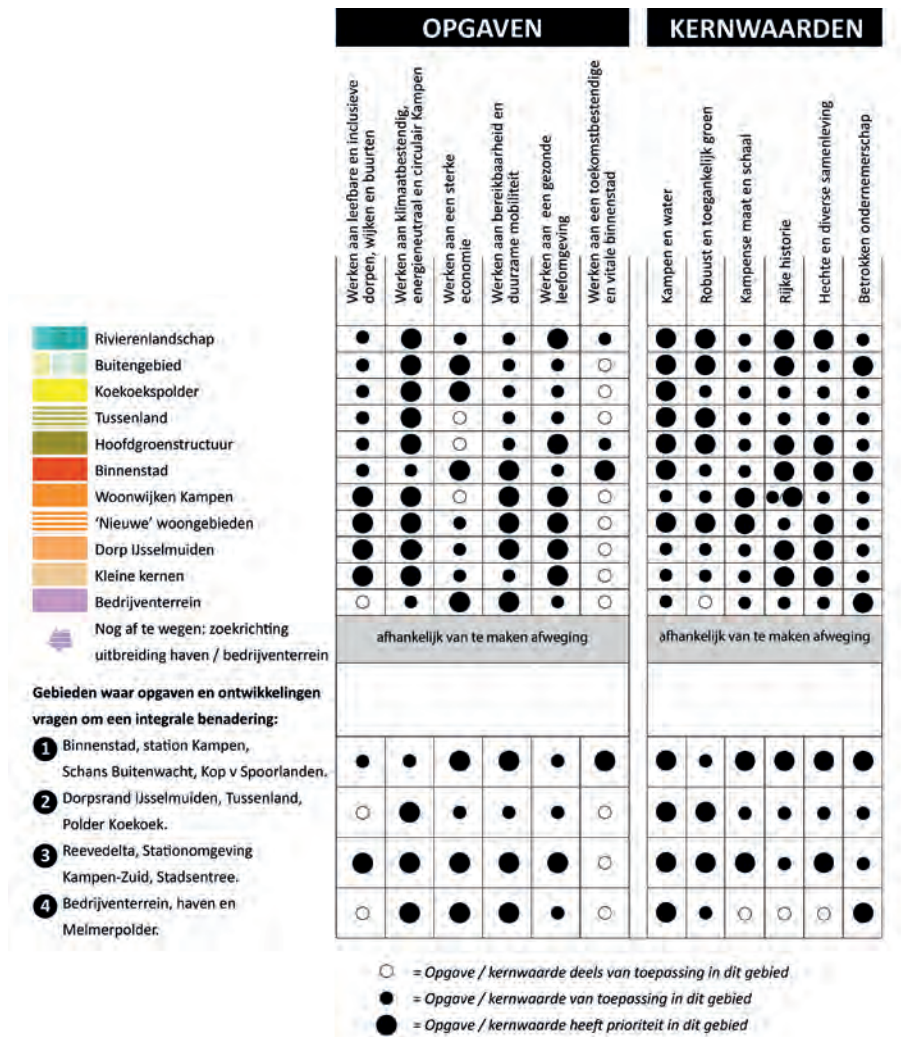 OPGAVEN
KERNWAARDEN
Werken aan leefbare en inclusieve
dorpen, wijken en buurten
Werken aan klimaatbestendig,
energieneutraal en circulair Kampen
Werken aan een sterke
economie
Werken aan bereikbaarheid en
duurzame mobiliteit
Werken aan een gezonde
leefomgeving
Werken aan een toekomstbestendige
en vitale binnenstad
Kampen en water
Robuust en toegankelijk groen
Kampense maat en schaal
Rijke historie
Hechte en diverse samenleving
Betrokken ondernemerschap
Rivierenlandschap
Buitengebied
Koekoekspolder
Tussenland
Hoofdgroenstructuur
Binnenstad
Woonwijken Kampen
'Nieuwe' woongebieden
Dorp IJsselmuiden
Kleine kernen
Bedrijventerrein
Nog af te wegen: zoekrichting
uitbreiding haven / bedrijventerrein
afhankelijk van te maken afweging
afhankelijk van te maken afweging
Gebieden waar opgaven en ontwikkelingen
vragen om een integrale benadering:
1 Binnenstad, station Kampen,
Schans Buitenwacht, Kop v Spoorlanden.
2 Dorpsrand IJsselmuiden, Tussenland,
Polder Koekoek.
3 Reevedelta, Stationomgeving
Kampen-Zuid, Stadsentree.
4 Bedrijventerrein, haven en
Melmerpolder.
= Opgave / kernwaarde deels van toepassing in dit gebied
= Opgave / kernwaarde van toepassing in dit gebied
= Opgave / kernwaarde heeft prioriteit in dit gebied